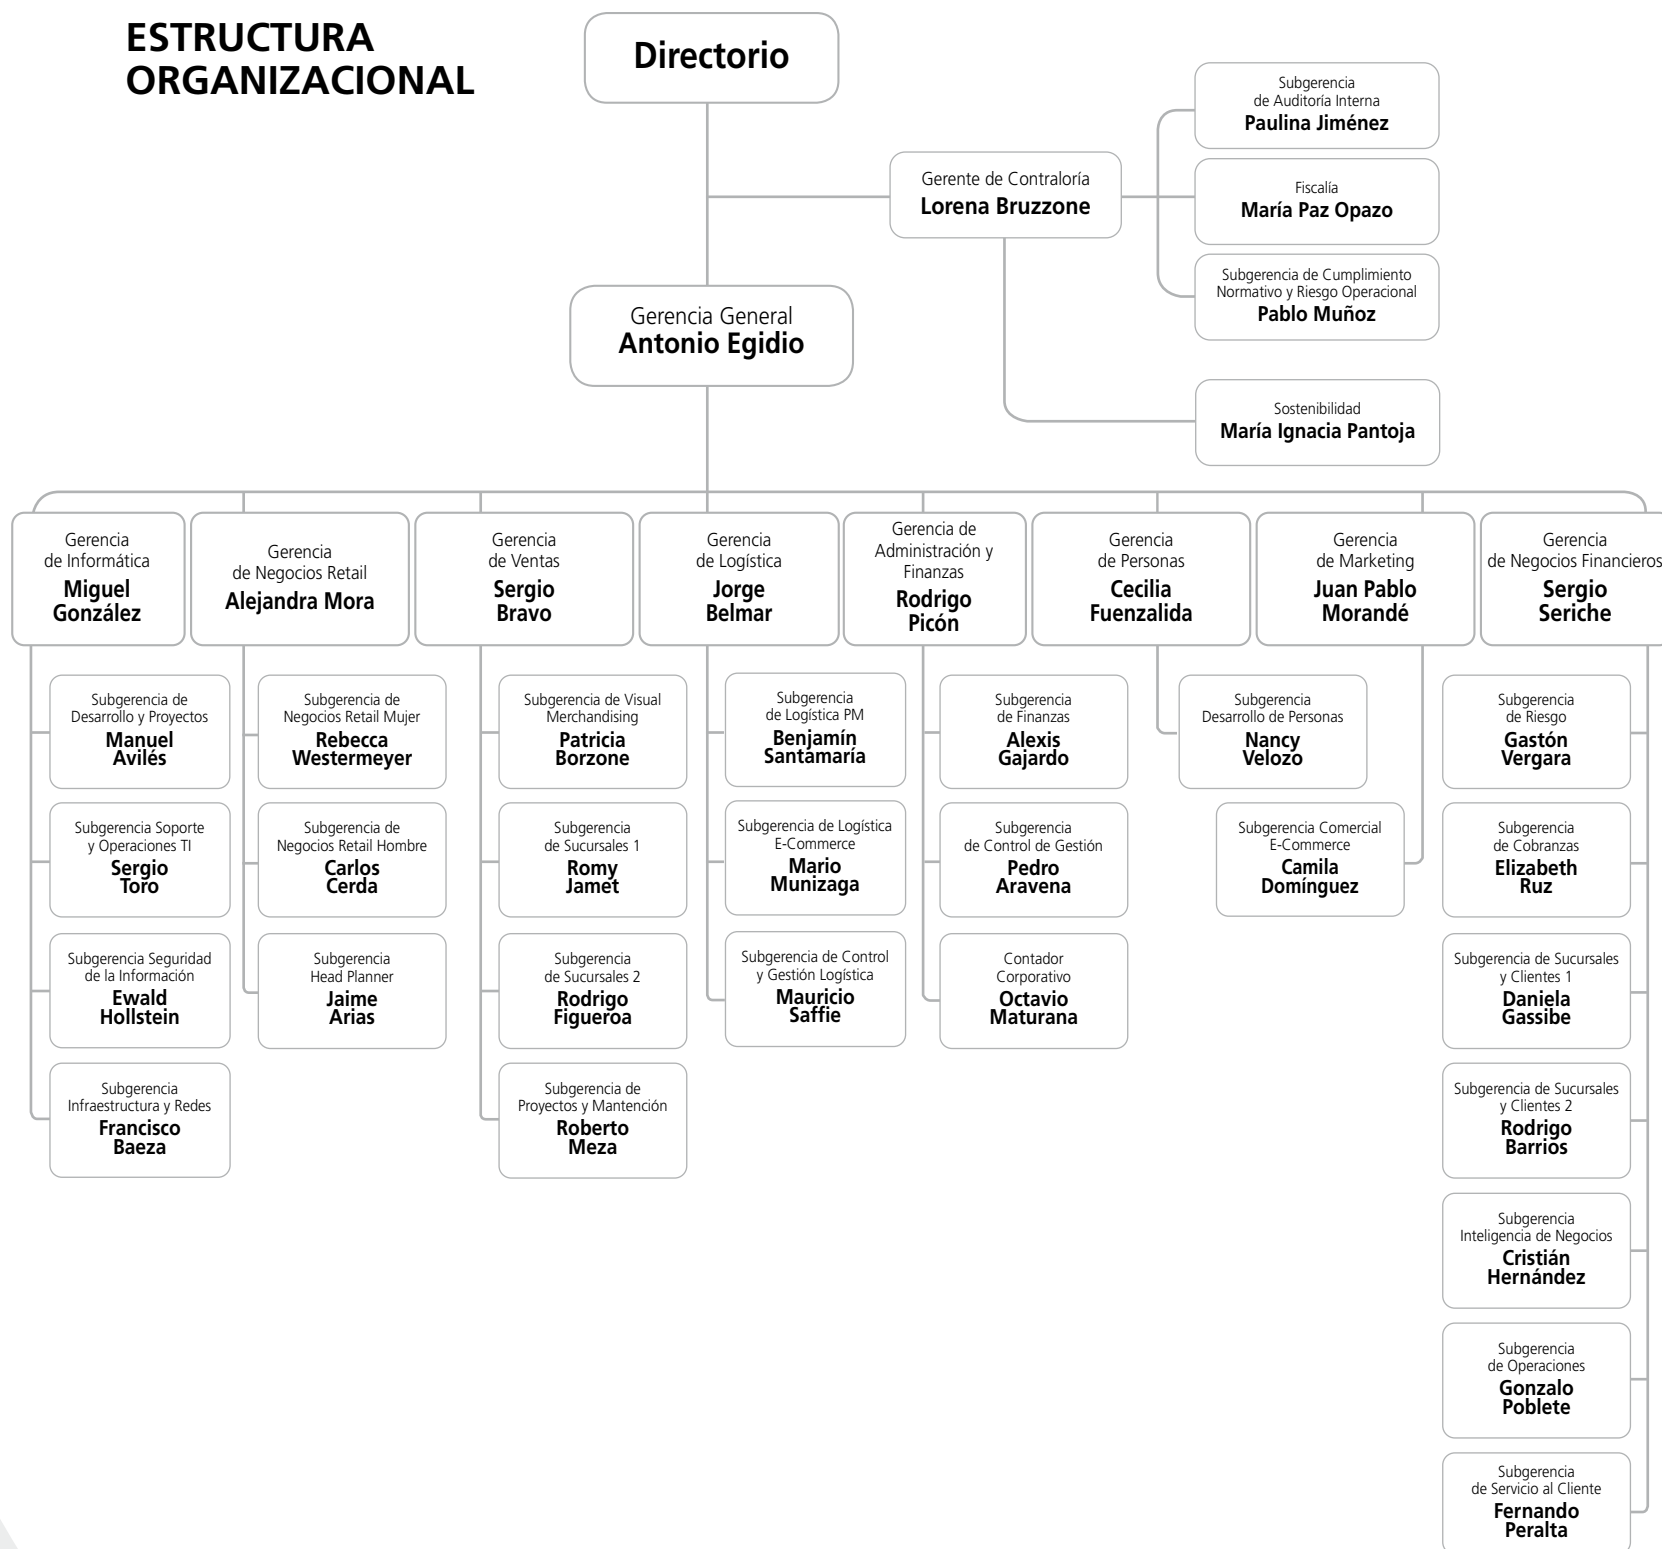 ESTRUCTURA
ORGANIZACIONAL
Directorio
Subgerencia
de Auditoría Interna
Paulina Jiménez
Gerente de Contraloría
Lorena Bruzzone
Fiscalía
María Paz Opazo
Subgerencia de Cumplimiento
Normativo y Riesgo Operacional
Pablo Muñoz
Gerencia General
Antonio Egidio
Sostenibilidad
María Ignacia Pantoja
Gerencia
de Informática
Miguel
González
Gerencia
de Negocios Retail
Alejandra Mora
Gerencia
de Ventas
Sergio
Bravo
Gerencia
de Logística
Jorge
Belmar
Gerencia de
Administración y
Finanzas
Rodrigo
Picón
Gerencia
de Personas
Cecilia
Fuenzalida
Gerencia
de Marketing
Juan Pablo
Morandé
Gerencia
de Negocios Financieros
Sergio
Seriche
Subgerencia de
Desarrollo y Proyectos
Manuel
Avilés
Subgerencia de
Negocios Retail Mujer
Rebecca
Westermeyer
Subgerencia de Visual
Merchandising
Patricia
Borzone
Subgerencia
de Logística PM
Benjamín
Santamaría
Subgerencia
de Finanzas
Alexis
Gajardo
Subgerencia
Desarrollo de Personas
Nancy
Velozo
Subgerencia
de Riesgo
Gastón
Vergara
Subgerencia Soporte
y Operaciones TI
Sergio
Toro
Subgerencia de
Negocios Retail Hombre
Carlos
Cerda
Subgerencia
de Sucursales 1
Romy
Jamet
Subgerencia de Logística
E-Commerce
Mario
Munizaga
Subgerencia
de Control de Gestión
Pedro
Aravena
Subgerencia Comercial
E-Commerce
Camila
Domínguez
Subgerencia
de Cobranzas
Elizabeth
Ruz
Subgerencia Seguridad
de la Información
Ewald
Hollstein
Subgerencia
Head Planner
Jaime
Arias
Subgerencia
de Sucursales 2
Rodrigo
Figueroa
Subgerencia de Control
y Gestión Logística
Mauricio
Saffie
Contador
Corporativo
Octavio
Maturana
Subgerencia de Sucursales
y Clientes 1
Daniela
Gassibe
Subgerencia
Infraestructura y Redes
Francisco
Baeza
Subgerencia de
Proyectos y Mantención
Roberto
Meza
Subgerencia de Sucursales
y Clientes 2
Rodrigo
Barrios
Subgerencia
Inteligencia de Negocios
Cristián
Hernández
Subgerencia
de Operaciones
Gonzalo
Poblete
Subgerencia
de Servicio al Cliente
Fernando
Peralta